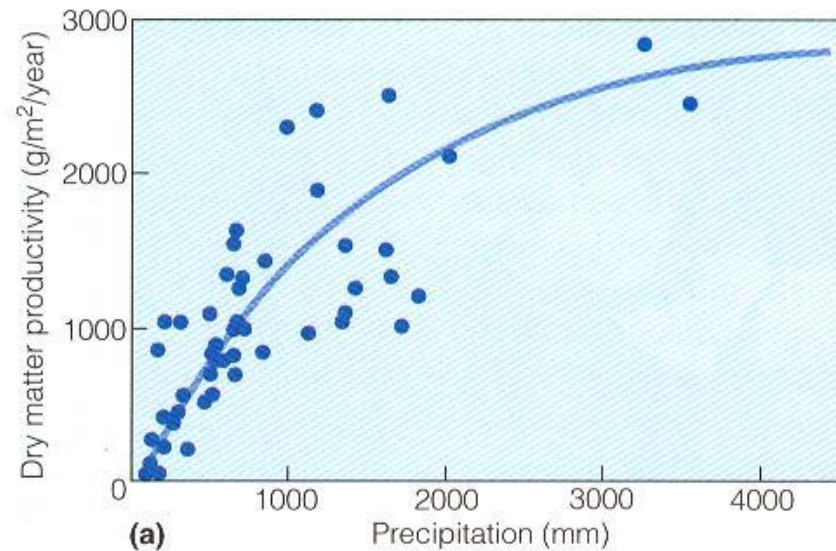 3000
2000
1000
0
Dry matter productivity (g/m²/year)
1000 2000 3000 4000
(a) Precipitation (mm)